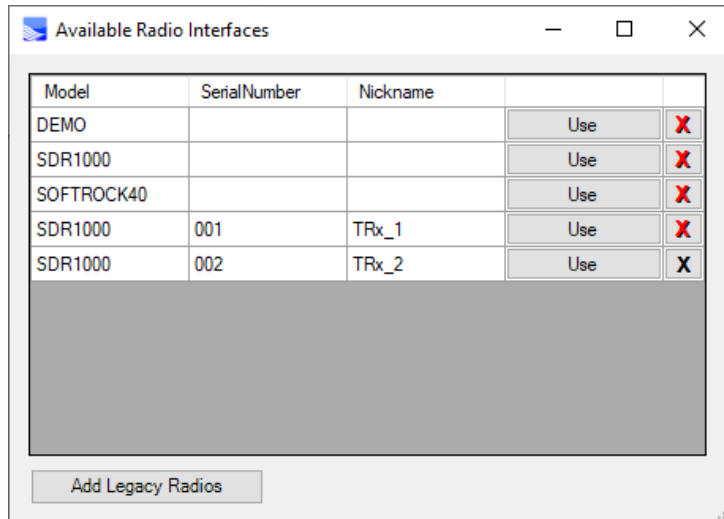 Available Radio Interfaces
Model SerialNumber Nickname
DEMO Use X
SDR1000 Use X
SOFTROCK40 Use X
SDR1000 001 TRx_1 Use X
SDR1000 002 TRx_2 Use X
Add Legacy Radios